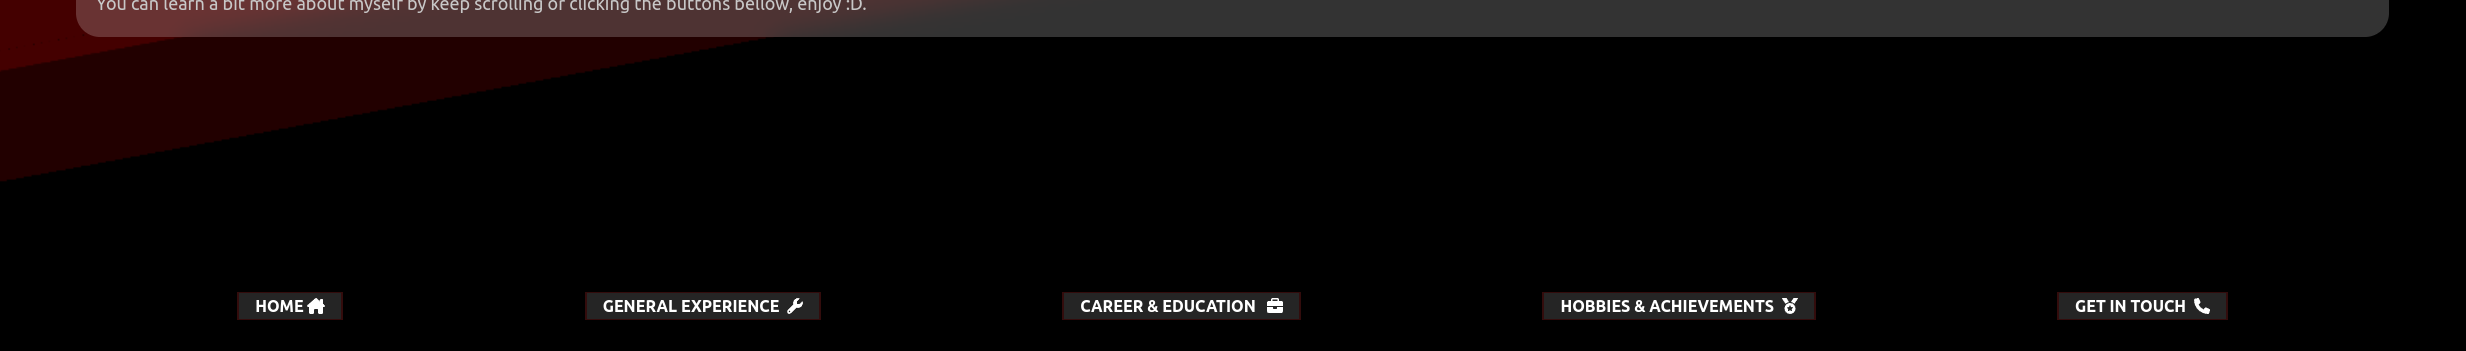 You can learn a bit more about myself by keep scrolling or clicking the buttons bellow, enjoy :D.
HOME
GENERAL EXPERIENCE
CAREER & EDUCATION
HOBBIES & ACHIEVEMENTS
GET IN TOUCH